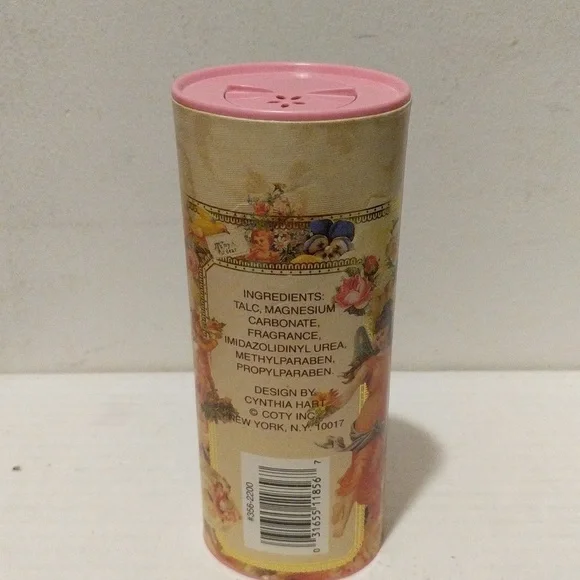 INGREDIENTS:
TALC, MAGNESIUM
CARBONATE,
FRAGRANCE,
IMIDAZOLIDINYL UREA,
METHYLPARABEN,
PROPYLPARABEN.
DESIGN BY
CYNTHIA HART
© COTY INC.
NEW YORK, N.Y. 10017
#356-2200
0 31655 11856 7